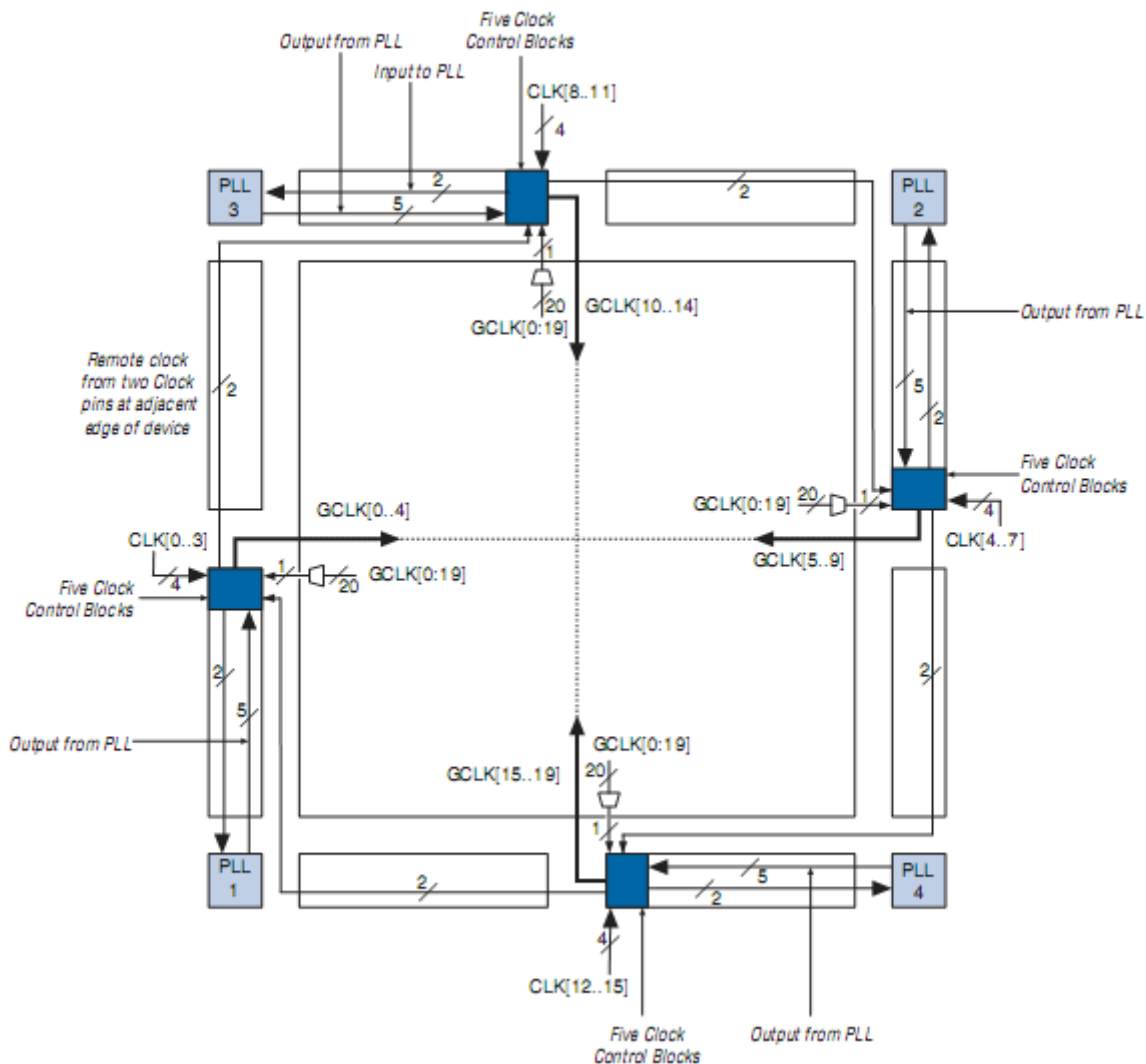 Five Clock
Control Blocks
Output from PLL
Input to PLL
CLK[8..11]
4
PLL
3
2
5
2
PLL
2
1
20
GCLK[0:19]
GCLK[10..14]
Output from PLL
Remote clock
from two Clock
pins at adjacent
edge of device
2
5
2
Five Clock
Control Blocks
GCLK[0:19]
20
1
4
CLK[4..7]
GCLK[0..4]
GCLK[5..9]
CLK[0..3]
4
1
20
GCLK[0:19]
Five Clock
Control Blocks
2
5
2
Output from PLL
GCLK[0:19]
GCLK[15..19]
20
1
PLL
1
2
5
2
PLL
4
4
CLK[12..15]
Five Clock
Control Blocks
Output from PLL